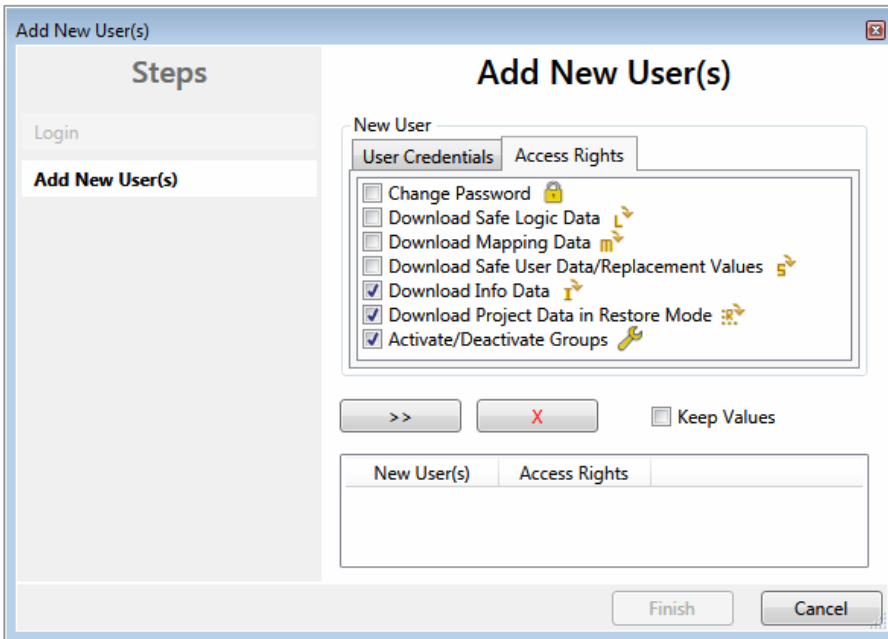 Add New User(s)
Steps
Add New User(s)
Login
Add New User(s)
New User
User Credentials
Access Rights
Change Password
Download Safe Logic Data L
Download Mapping Data m
Download Safe User Data/Replacement Values S
Download Info Data I
Download Project Data in Restore Mode :R:
Activate/Deactivate Groups
>>
X
Keep Values
New User(s)
Access Rights
Finish
Cancel